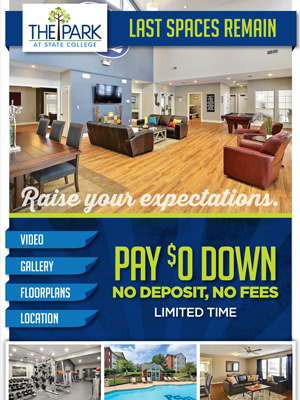 THE PARK
AT STATE COLLEGE
LAST SPACES REMAIN
Raise your expectations.
VIDEO
GALLERY
FLOORPLANS
LOCATION
PAY $0 DOWN
NO DEPOSIT, NO FEES
LIMITED TIME